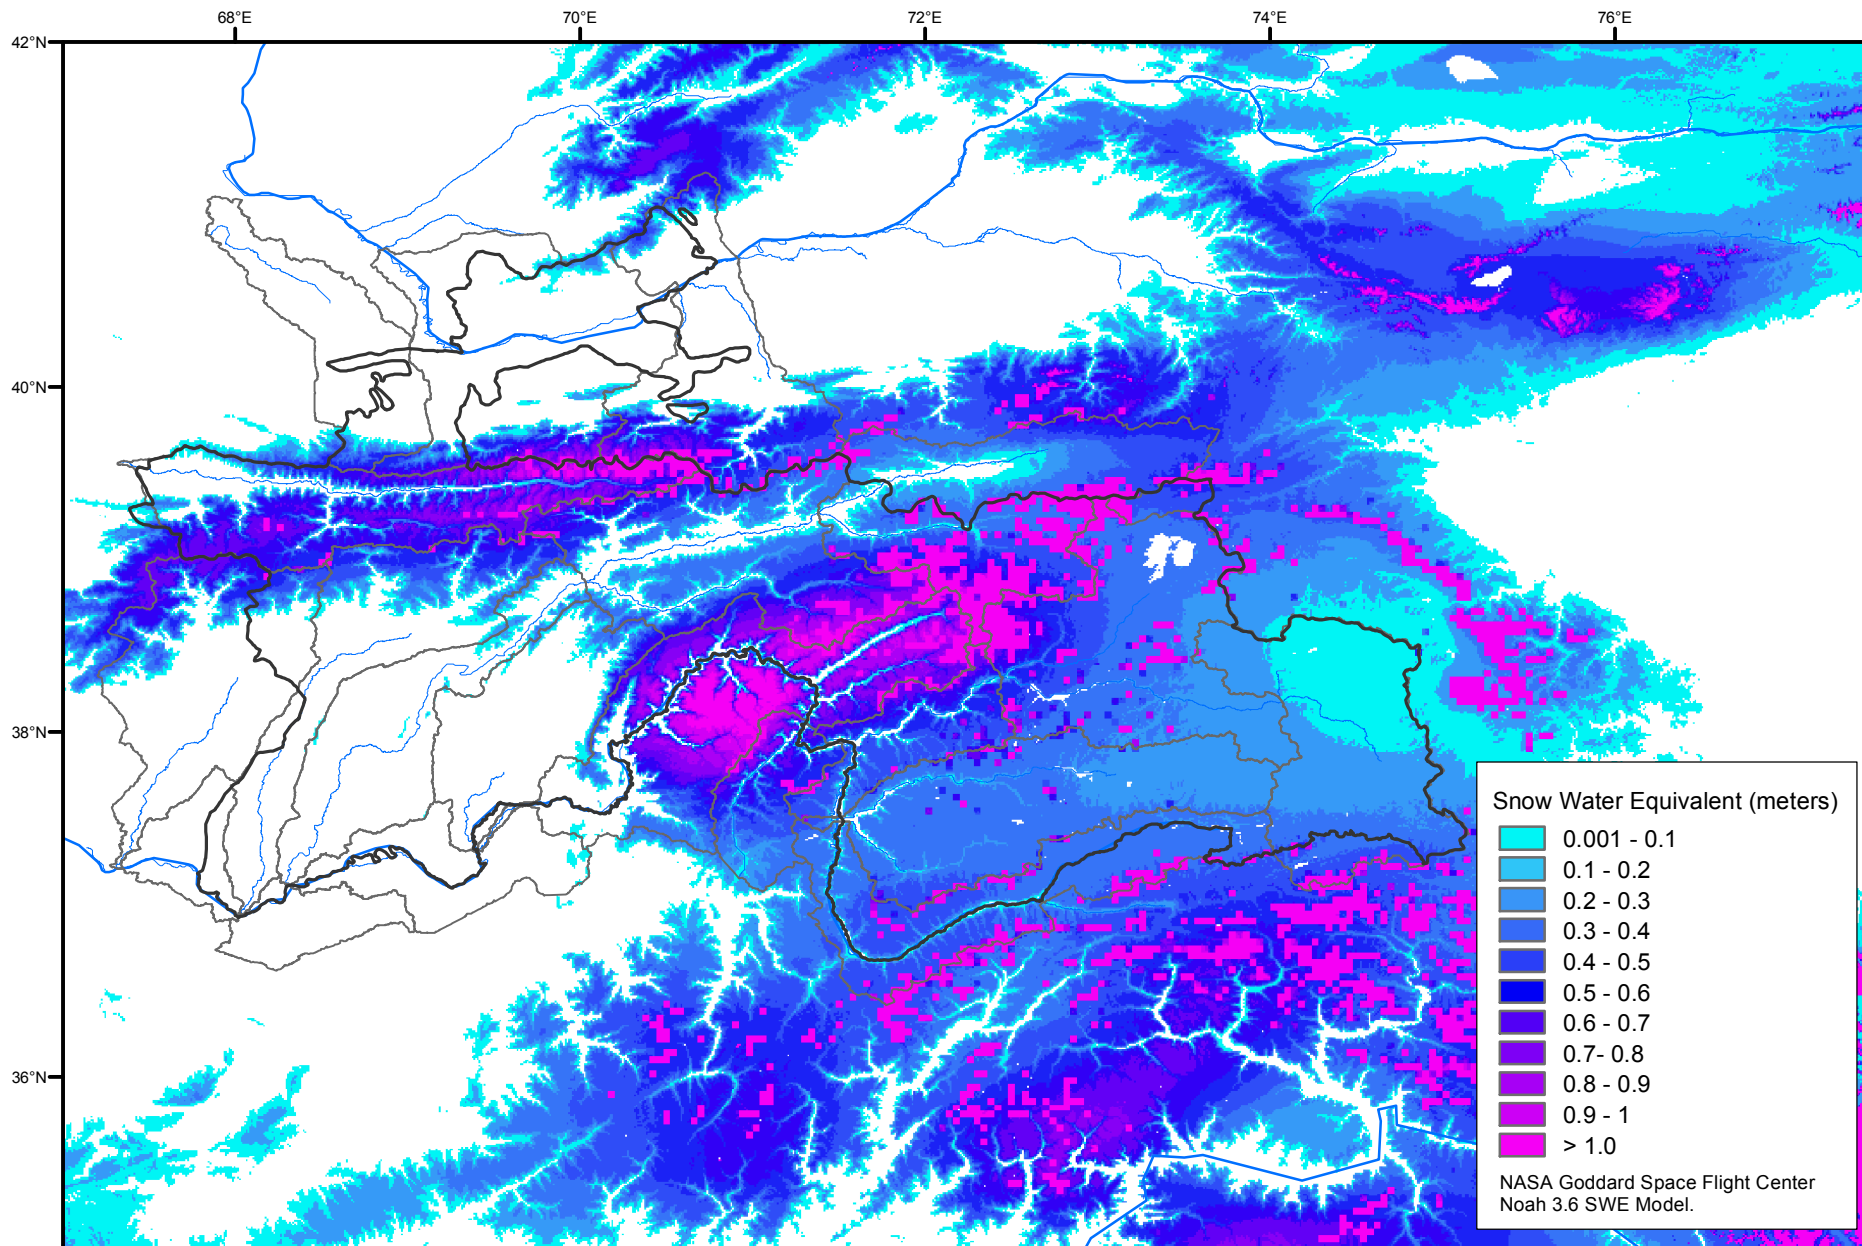 68°E 70°E 72°E 74°E 76°E
42°N
40°N
38°N
36°N
Snow Water Equivalent (meters)
0.001 - 0.1
0.1 - 0.2
0.2 - 0.3
0.3 - 0.4
0.4 - 0.5
0.5 - 0.6
0.6 - 0.7
0.7- 0.8
0.8 - 0.9
0.9 - 1
> 1.0
NASA Goddard Space Flight Center
Noah 3.6 SWE Model.